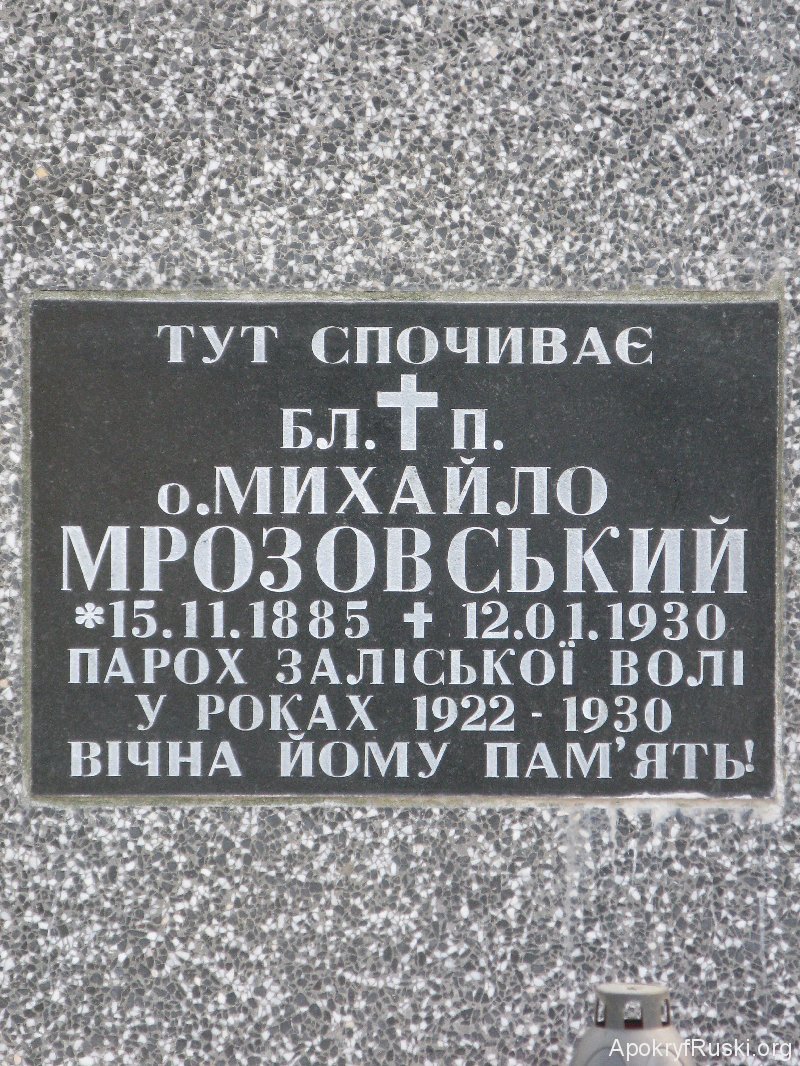 ТУТ СПОЧИВАЄ
БЛ. ✝ П.
о.МИХАЙЛО
МРОЗОВСЬКИЙ
*15.11.1885 ✝ 12.01.1930
ПАРОХ ЗАЛІСЬКОЇ ВОЛІ
У РОКАХ 1922 - 1930
ВІЧНА ЙОМУ ПАМ'ЯТЬ!
ApokryfRuski.org